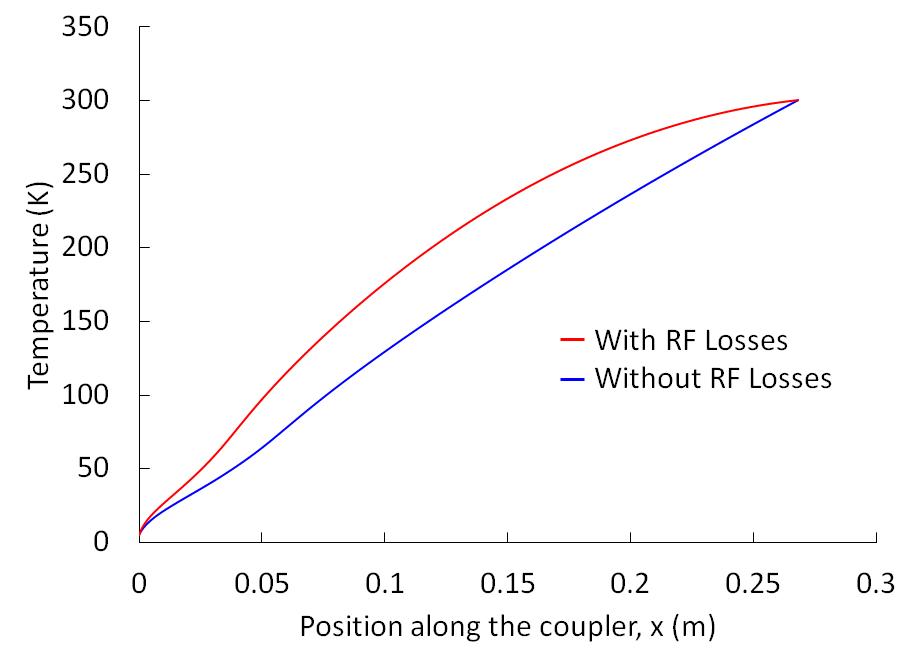 350
300
250
200
150
100
50
0
Temperature (K)
With RF Losses
Without RF Losses
0 0.05 0.1 0.15 0.2 0.25 0.3
Position along the coupler, x (m)